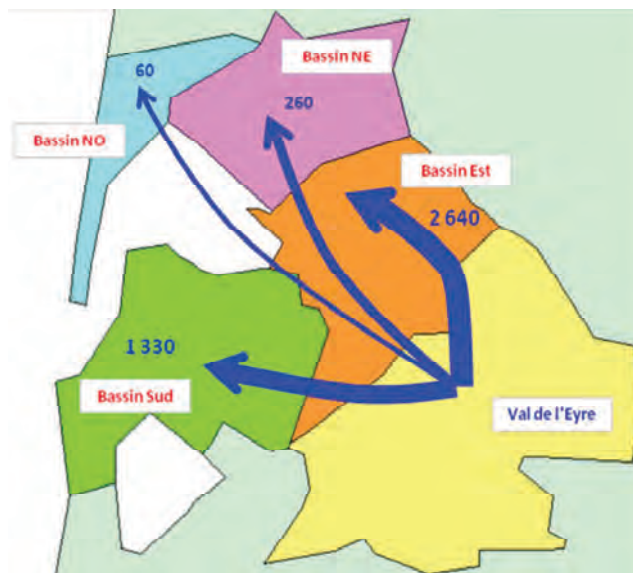 Bassin NE
60
260
Bassin NO
Bassin Est
2 640
1 330
Bassin Sud
Val de l'Eyre